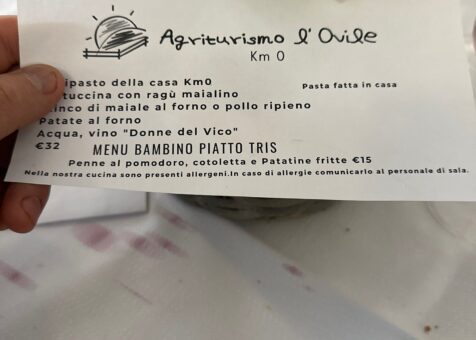 Agriturismo l'Ovile
Km 0
ipasto della casa Km0
Pasta fatta in casa
tuccina con ragù maialino
inco di maiale al forno o pollo ripieno
Patate al forno
Acqua, vino "Donne del Vico"
€32 MENU BAMBINO PIATTO TRIS
Penne al pomodoro, cotoletta e Patatine fritte €15
Nella nostra cucina sono presenti allergeni.In caso di allergie comunicarlo al personale di sala.